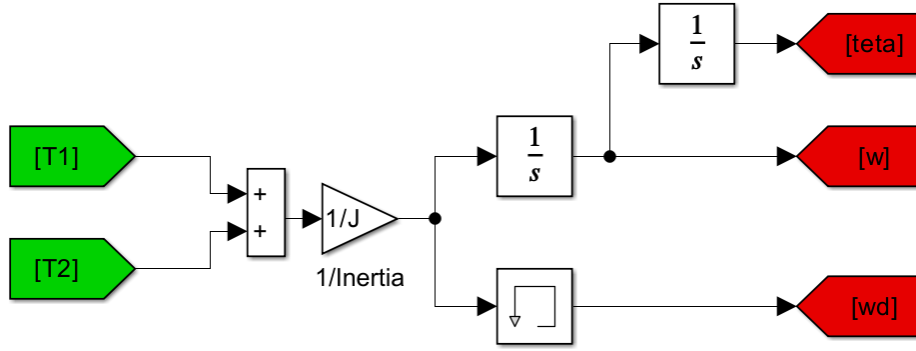 1
s
[teta]
[T1]
1
s
[w]
+
1/J
+
[T2]
1/Inertia
[wd]